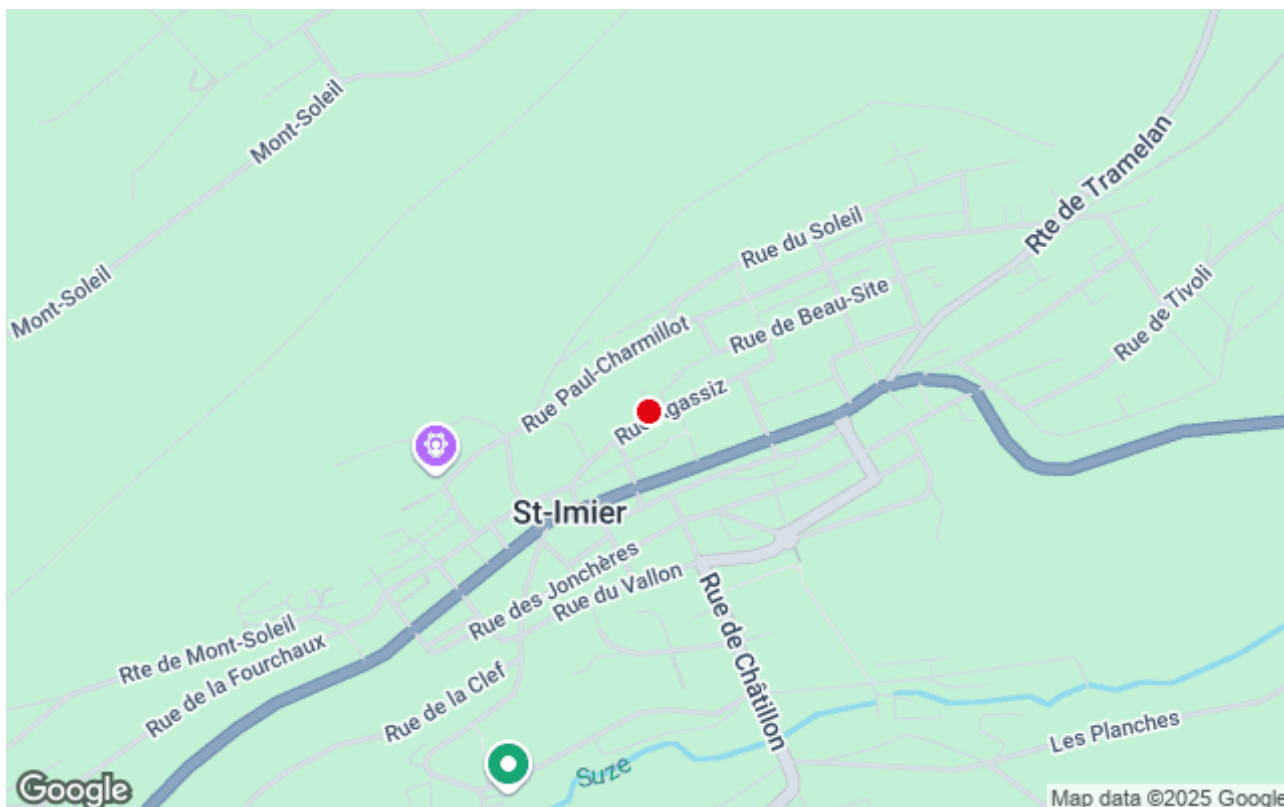 Mont-Soleil
Rte de Tramelan
Rue du Soleil
Mont-Soleil
Rue de Tivoli
Rue de Beau-Site
Rue Paul-Charmillot
gassiz
St-Imier
Rue des Jonchères
Rue du Vallon
Rue de Châtillon
Rte de Mont-Soleil
Rue de la Fourchaux
Rue de la Clef
Les Planches
Suze
Google
Map data ©2025 Google